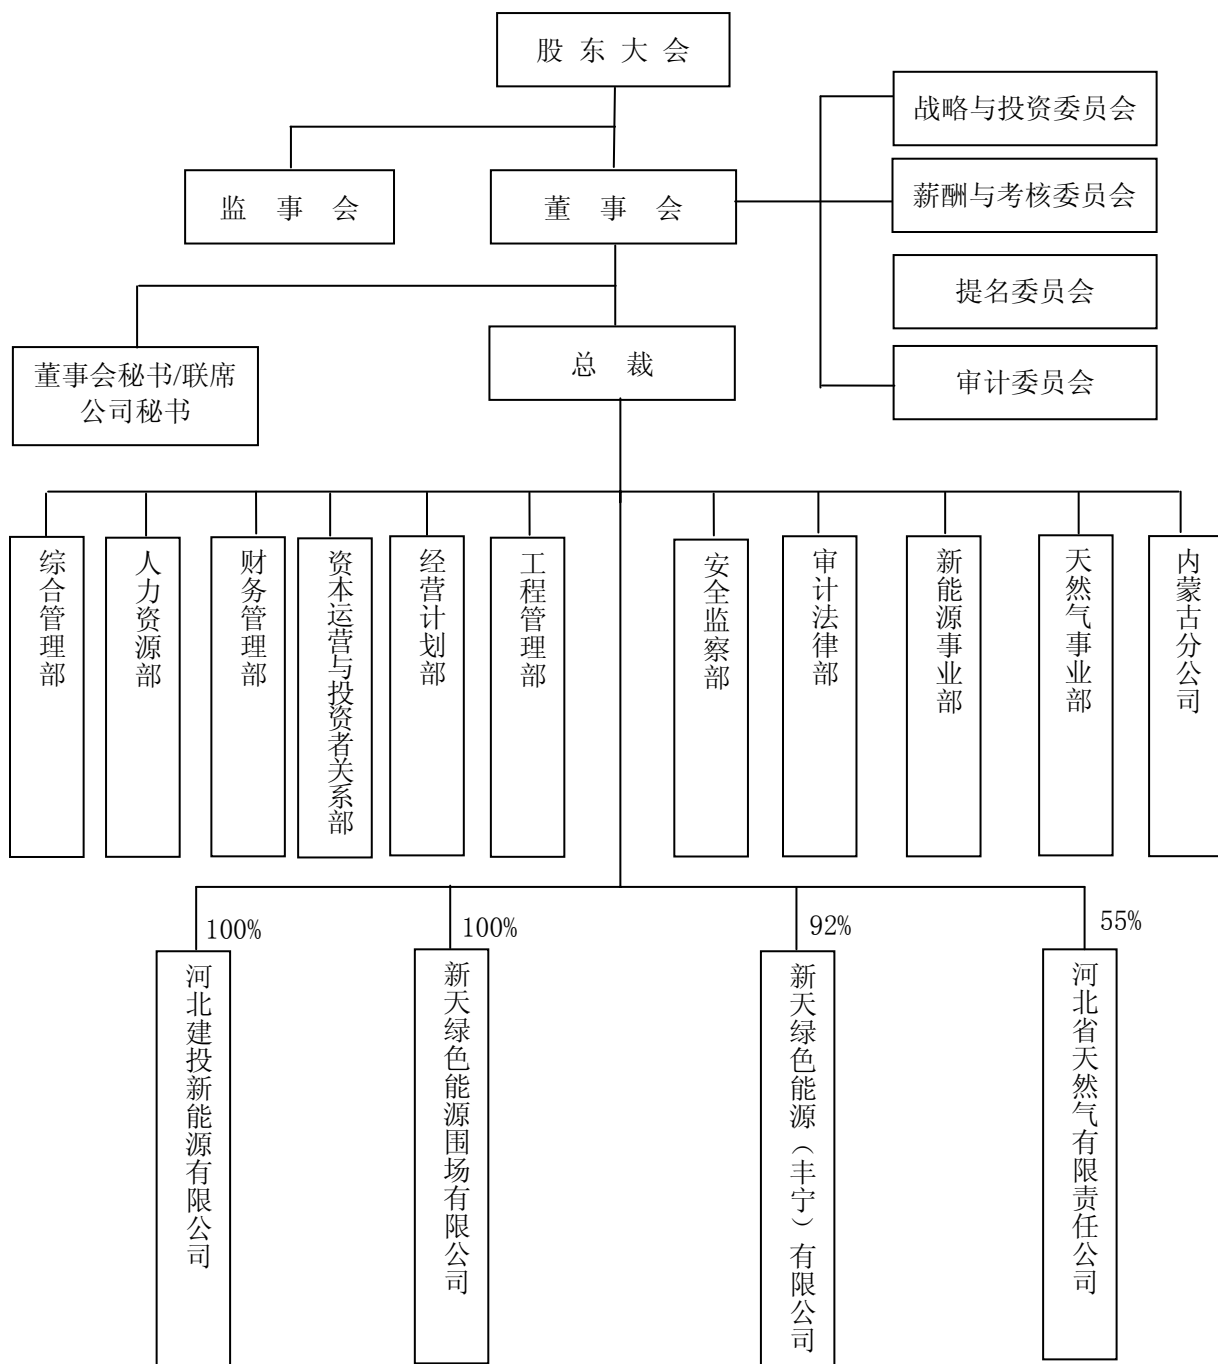 股东大会
战略与投资委员会
监事会
董事会
薪酬与考核委员会
提名委员会
总裁
董事会秘书/联席
公司秘书
审计委员会
综合管理部
人力资源部
财务管理部
资本运营与投资者关系部
经营计划部
工程管理部
安全监察部
审计法律部
新能源事业部
天然气事业部
内蒙古分公司
100%
100%
92%
55%
河北建投新能源有限公司
新天绿色能源围场有限公司
新天绿色能源（丰宁）有限公司
河北省天然气有限责任公司